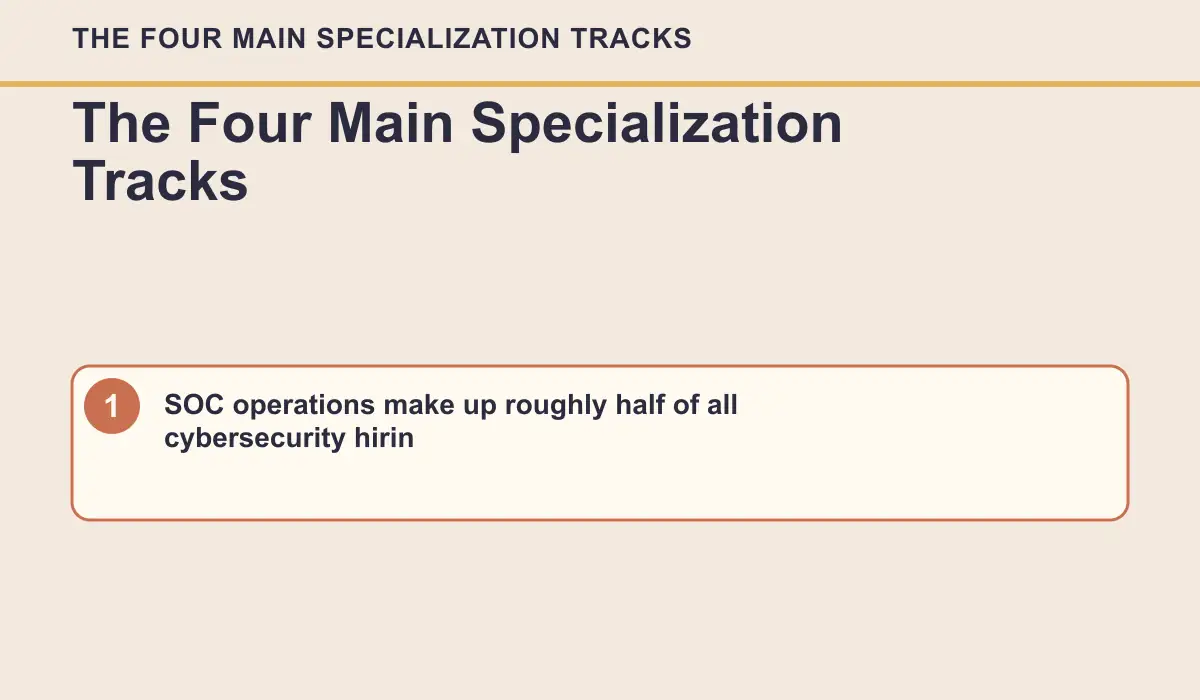 THE FOUR MAIN SPECIALIZATION TRACKS
The Four Main Specialization
Tracks
1
SOC operations make up roughly half of all
cybersecurity hirin